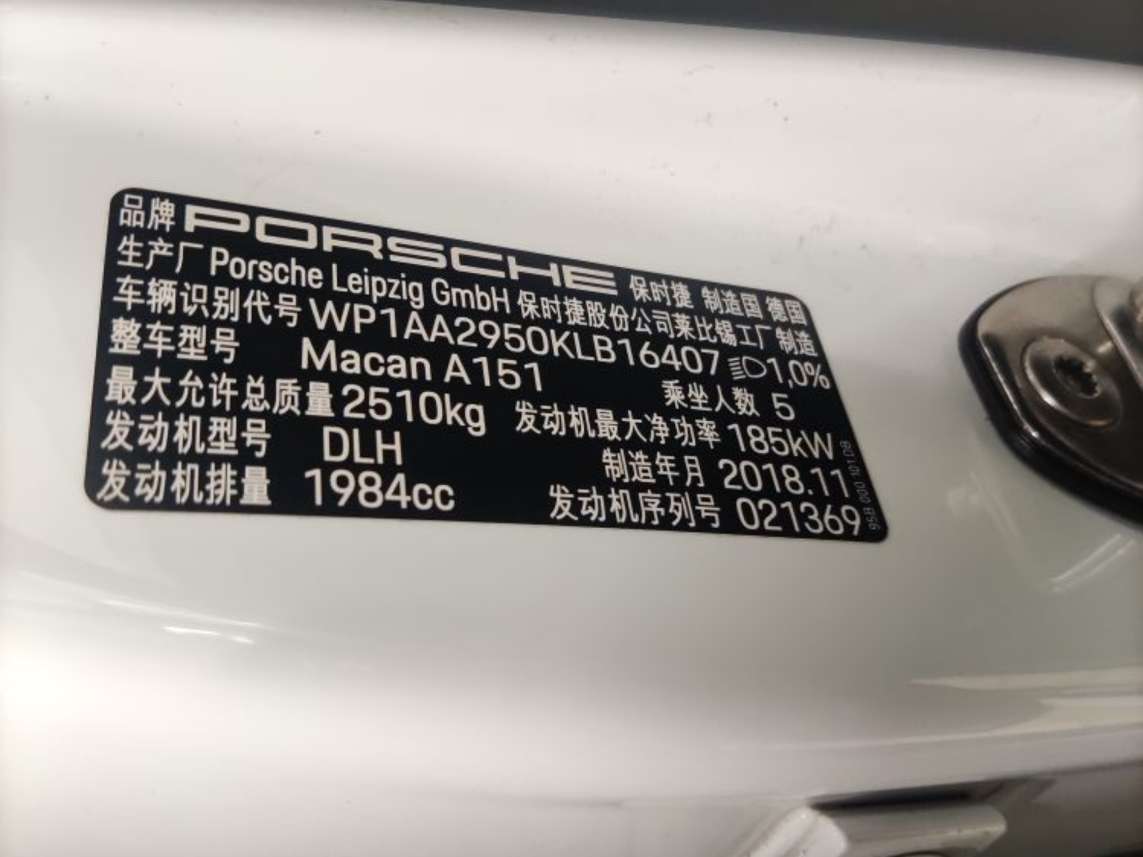 品牌 PORSCHE 保时捷 制造国 德国
生产厂 Porsche Leipzig GmbH 保时捷股份公司莱比锡工厂 制造
车辆识别代号 WP1AA2950KLB16407 1,0%
整车型号 Macan A151 乘坐人数 5
最大允许总质量 2510kg 发动机最大净功率 185kW
发动机型号 DLH 制造年月 2018.11
发动机排量 1984cc 发动机序列号 021369
95B 000 101 DB